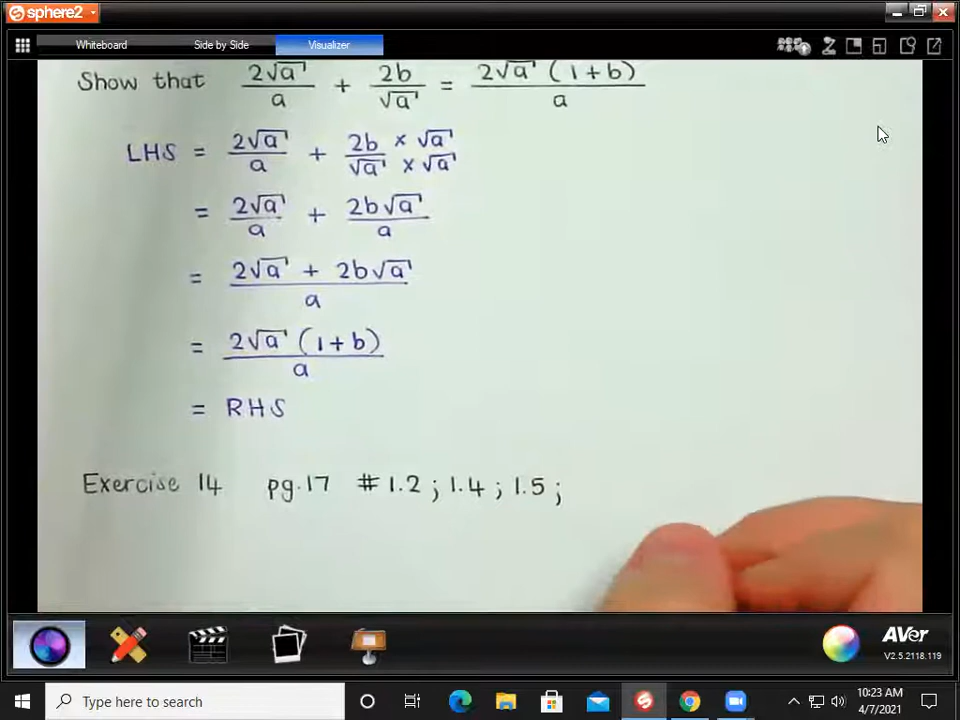 sphere2
Whiteboard Side by Side Visualizer
Show that 2√a/a + 2b/√a = 2√a (1+b)/a
LHS = 2√a/a + 2b × √a/√a × √a
= 2√a/a + 2b√a/a
= 2√a + 2b√a/a
= 2√a (1+b)/a
= RHS
Exercise 14 pg.17 #1.2 ; 1.4 ; 1.5 ;
AVer
V2.5.2118.119
Type here to search
10:23 AM
4/7/2021